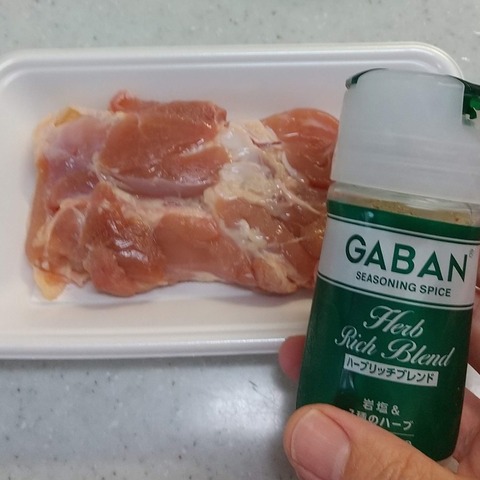 GABAN®
SEASONING SPICE
Herb
Rich Blend
ハーブリッチブレンド
岩塩&
7種のハーブ